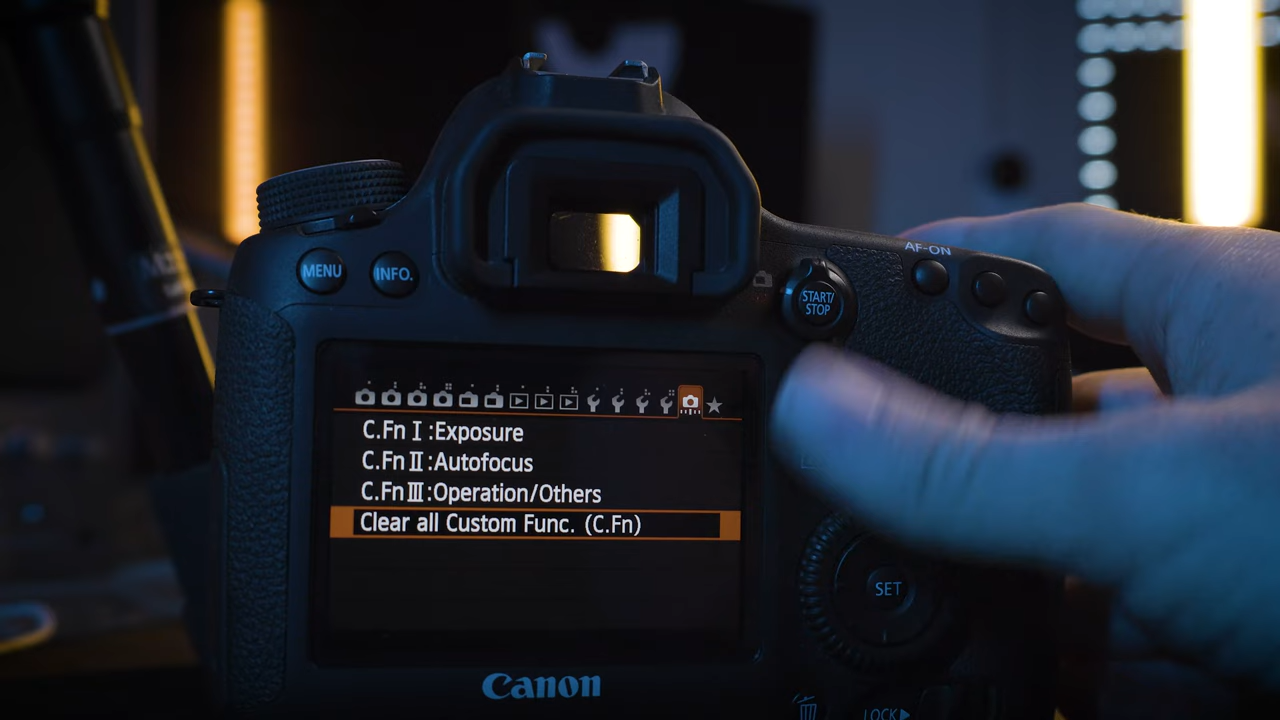 AF-ON
MENU
INFO.
START/
STOP
C.Fn I :Exposure
C.Fn II :Autofocus
C.Fn III :Operation/Others
Clear all Custom Func. (C.Fn)
SET
Canon
LOCK